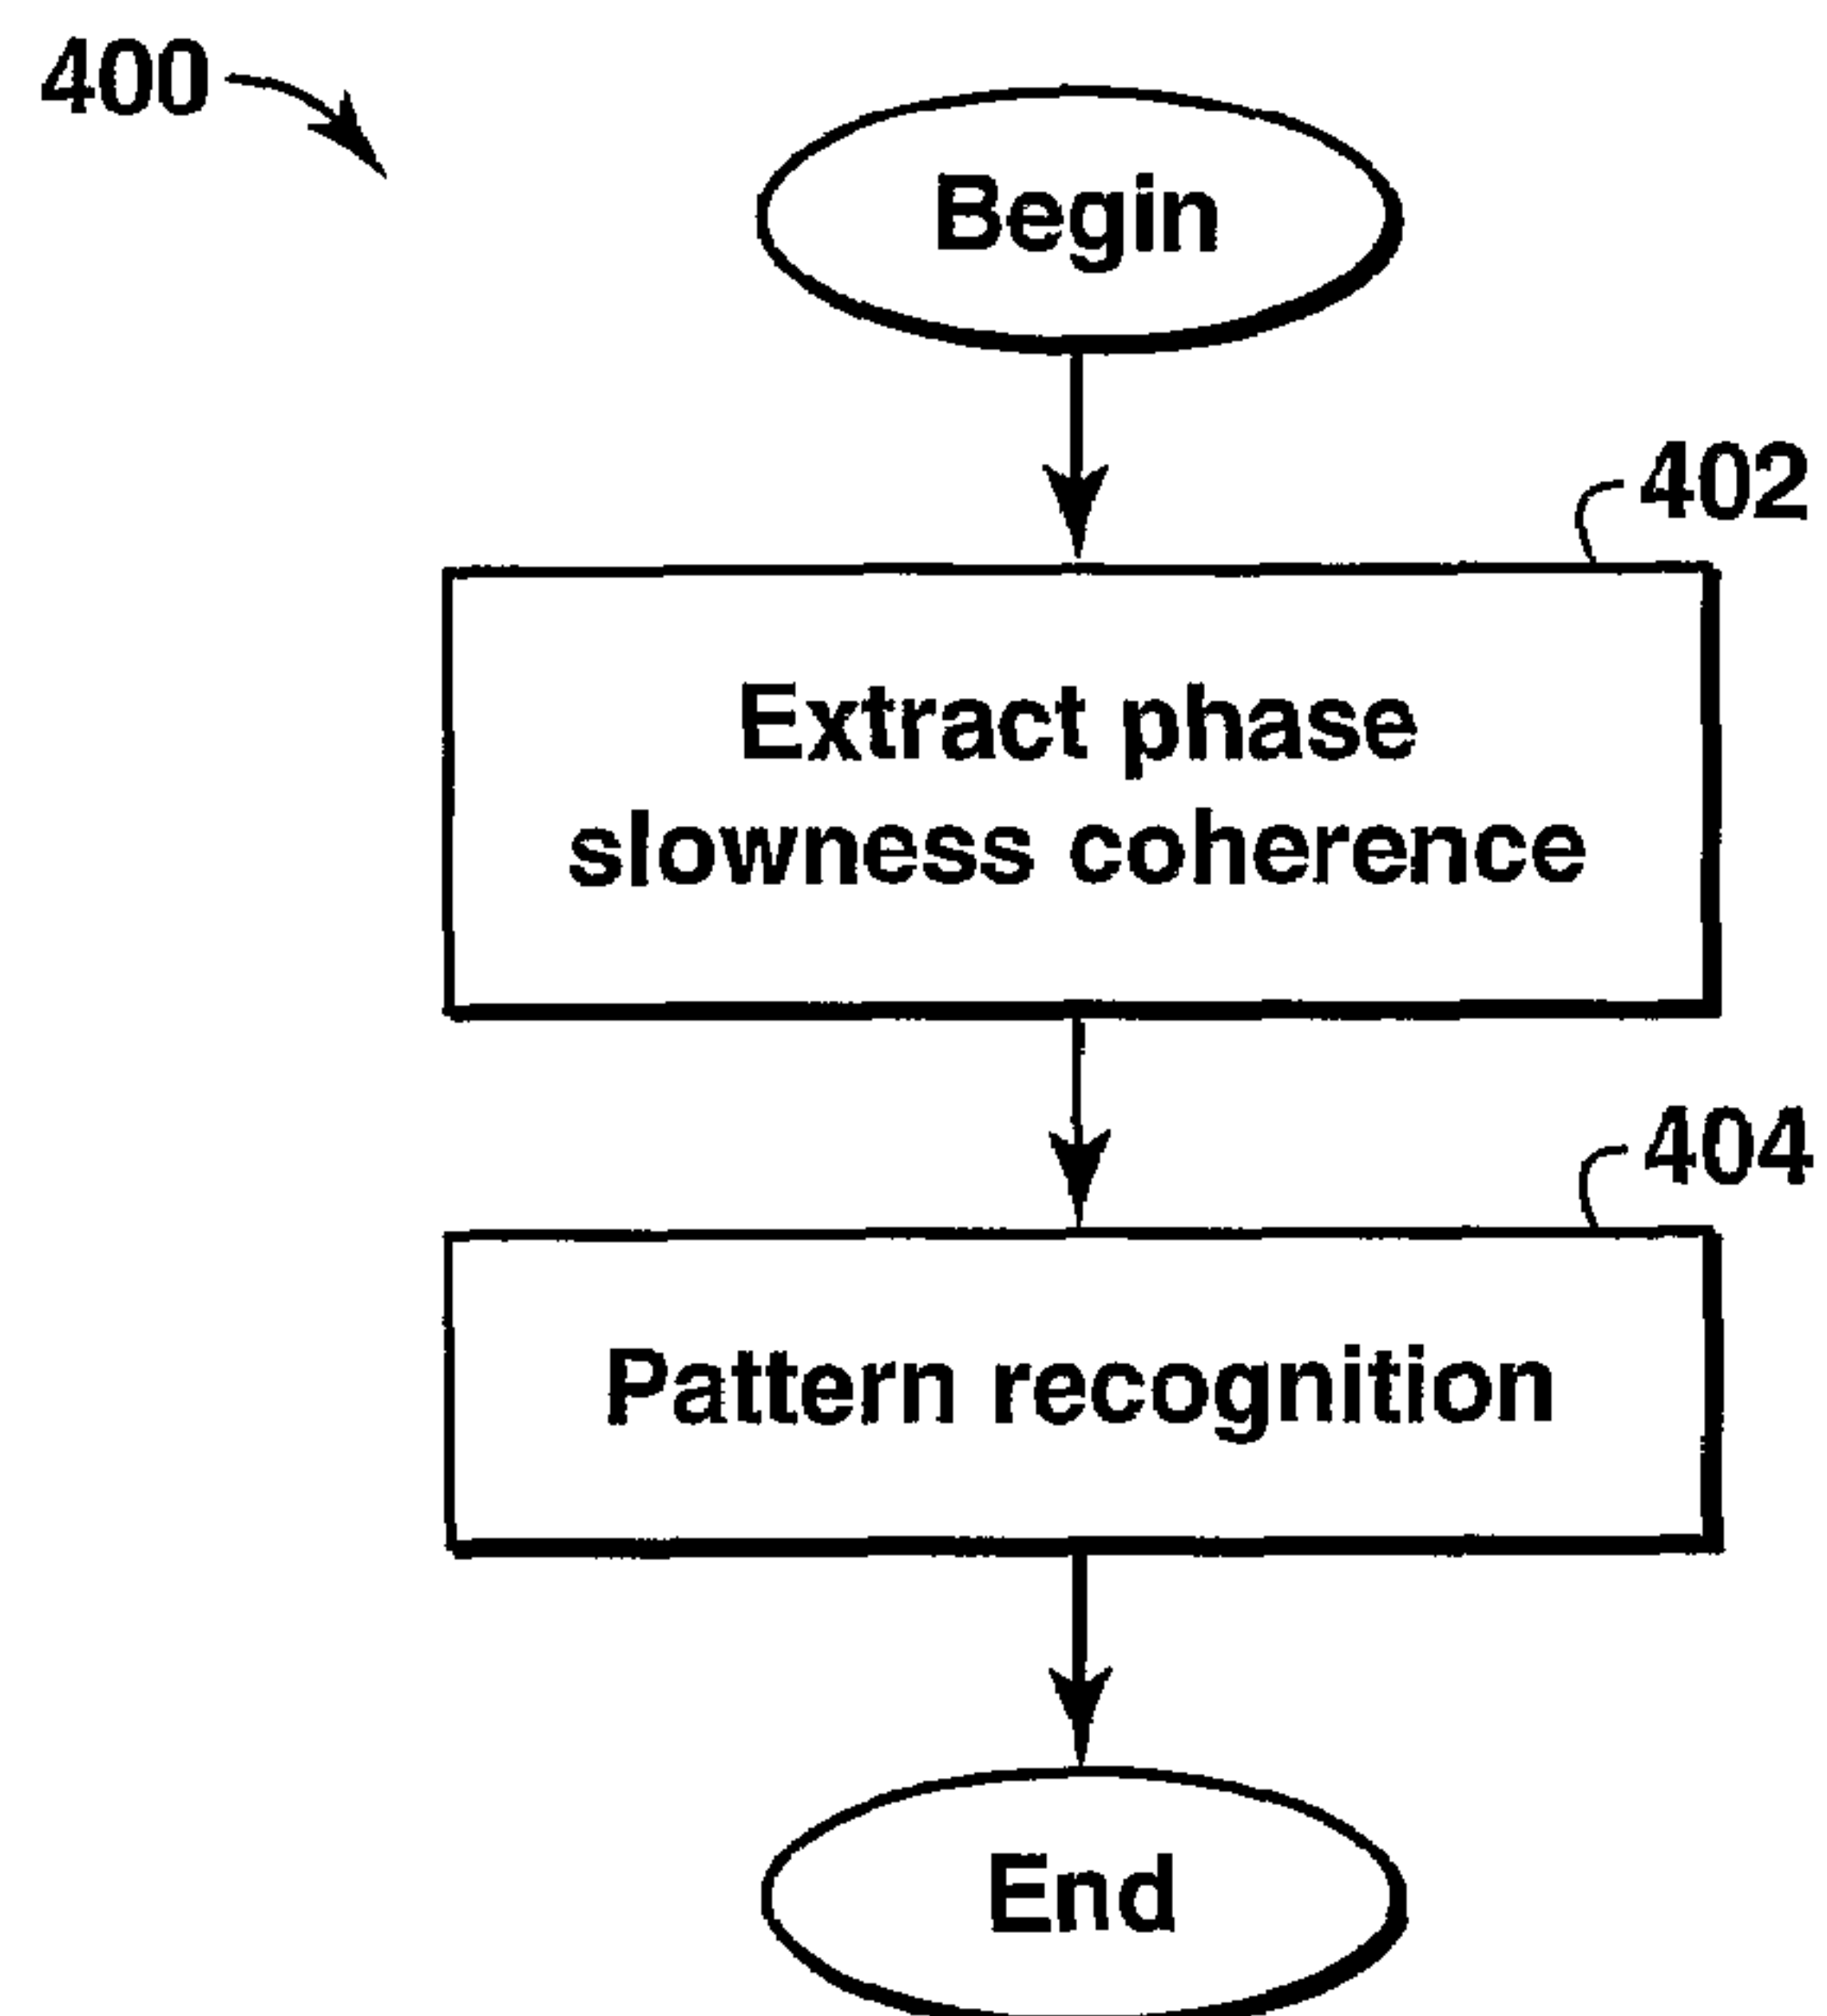 400
Begin
402
Extract phase
slowness coherence
404
Pattern recognition
End